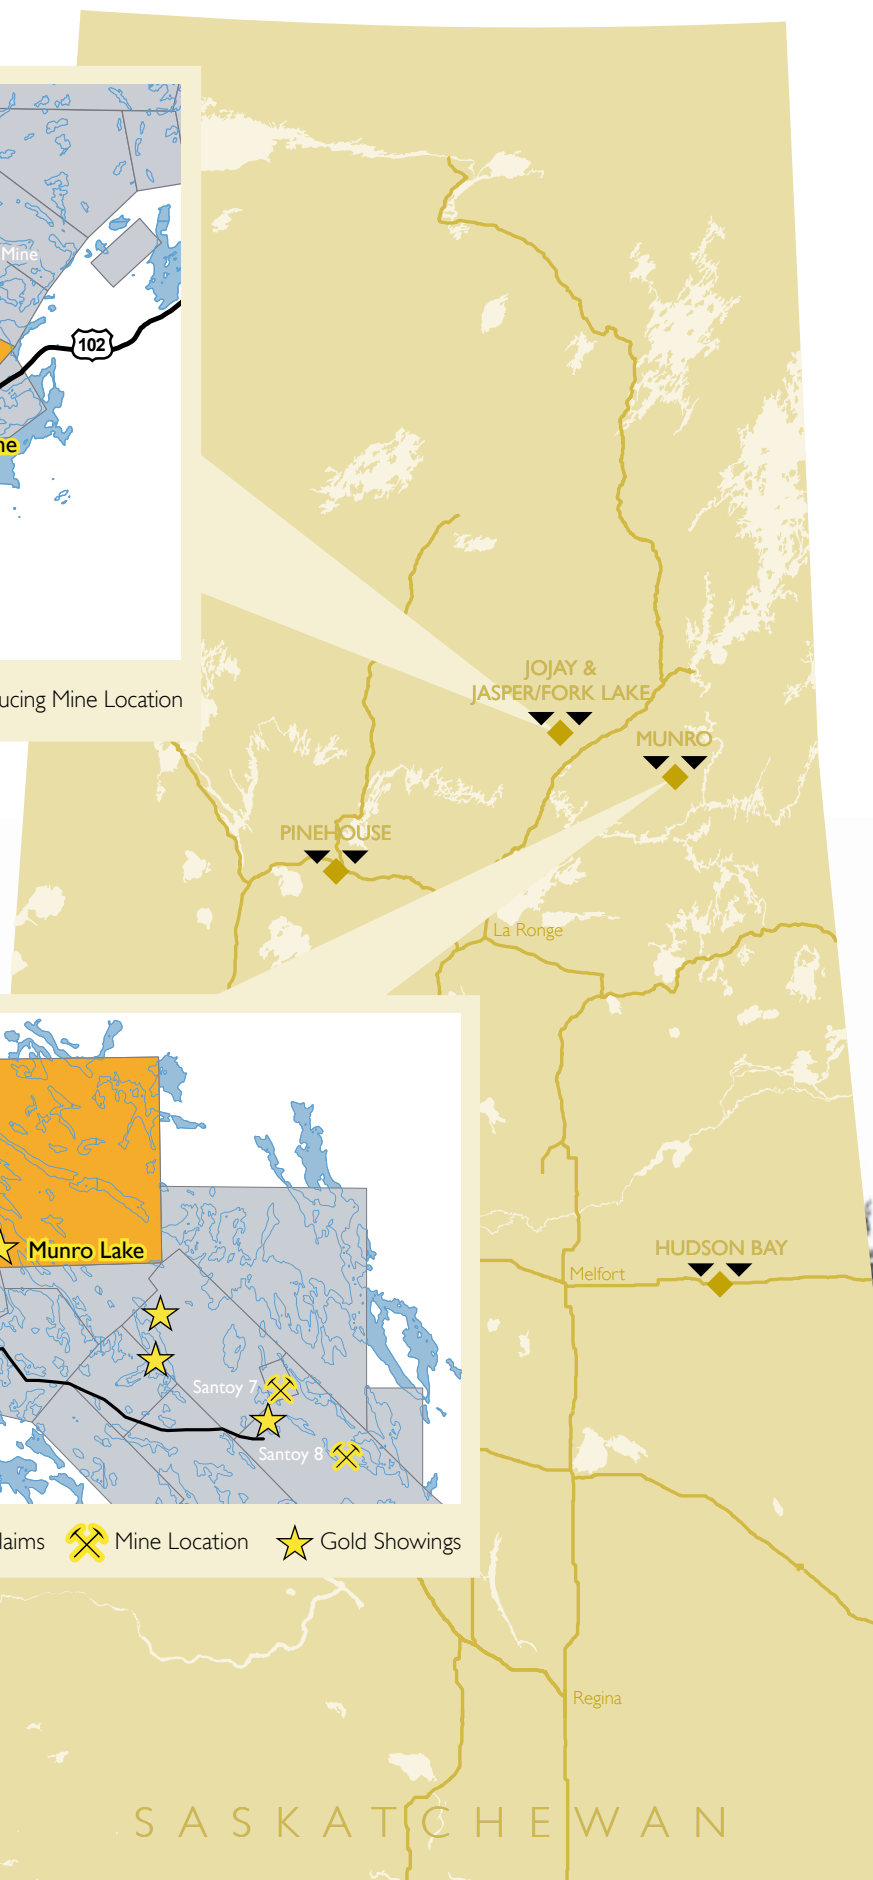 Mine
102
ne
ucing Mine Location
JOJAY &
JASPER/FORK LAKE
MUNRO
PINEHOUSE
La Ronge
Munro Lake
HUDSON BAY
Melfort
Santoy 7
Santoy 8
laims
Mine Location
Gold Showings
Regina
SASKATCHEWAN